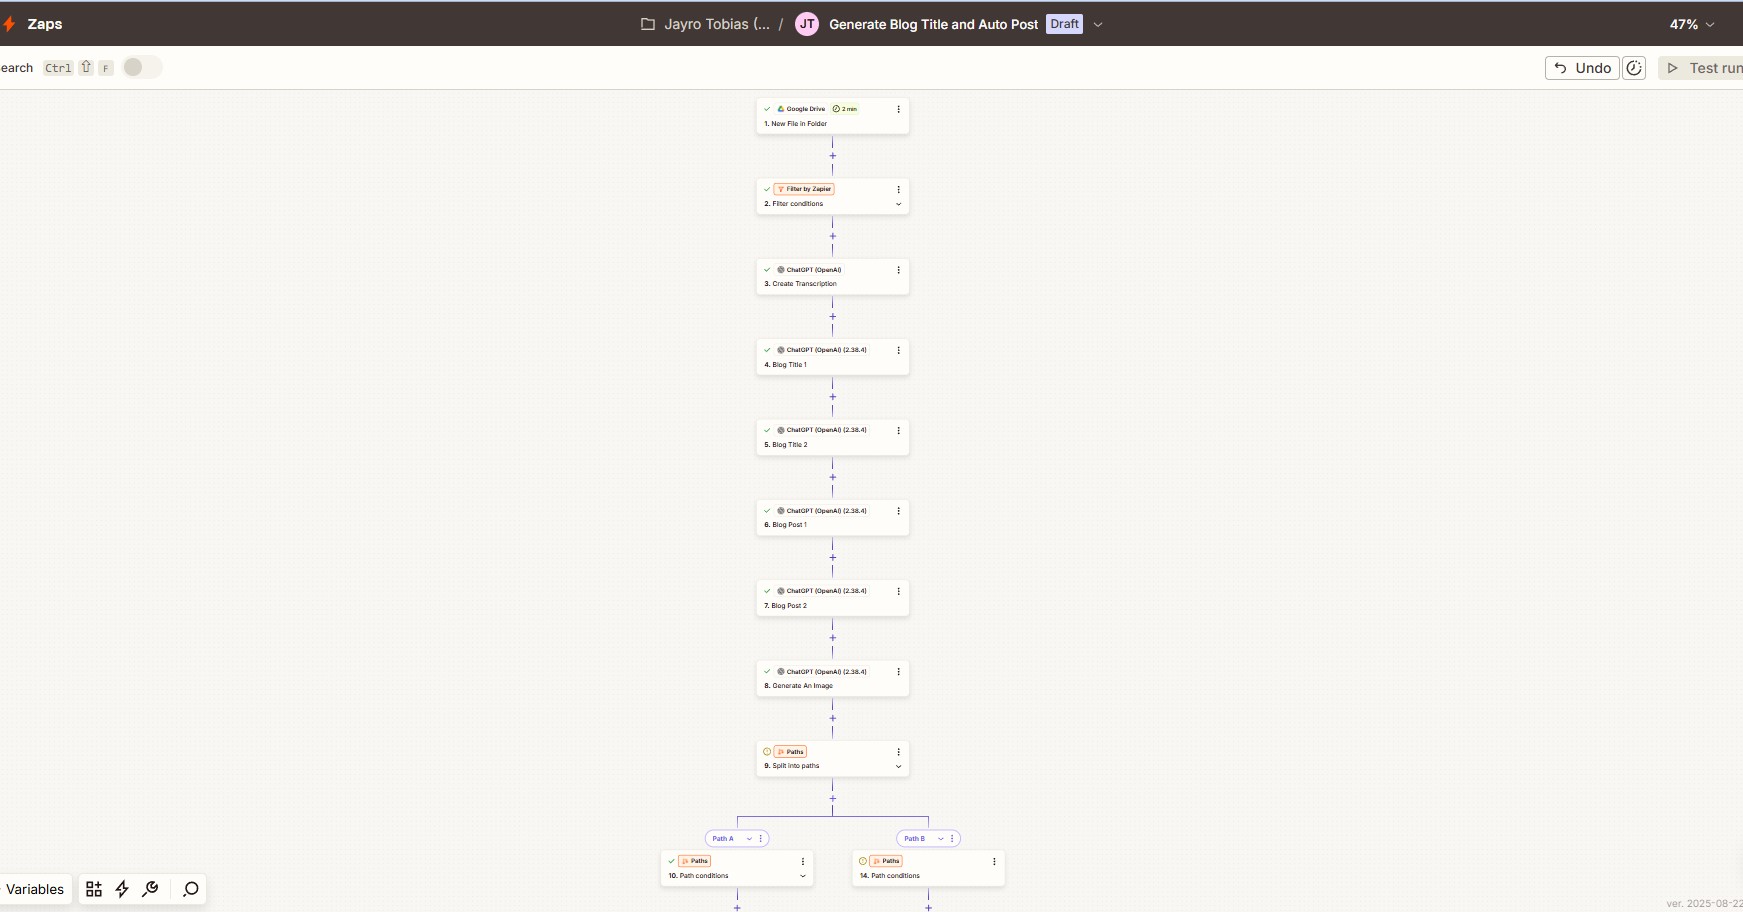 Zaps
Jayro Tobias (... / JT Generate Blog Title and Auto Post Draft
47%
earch Ctrl ⇧ F
Undo
Test run
Google Drive 2 min
1. New File in Folder
Filter by Zapier
2. Filter conditions
ChatGPT (OpenAI)
3. Create Transcription
ChatGPT (OpenAI) (2.38.4)
4. Blog Title 1
ChatGPT (OpenAI) (2.38.4)
5. Blog Title 2
ChatGPT (OpenAI) (2.38.4)
6. Blog Post 1
ChatGPT (OpenAI) (2.38.4)
7. Blog Post 2
ChatGPT (OpenAI) (2.38.4)
8. Generate An Image
Paths
9. Split into paths
Path A
Path B
Paths
10. Path conditions
Paths
14. Path conditions
Variables
ver. 2025-08-22